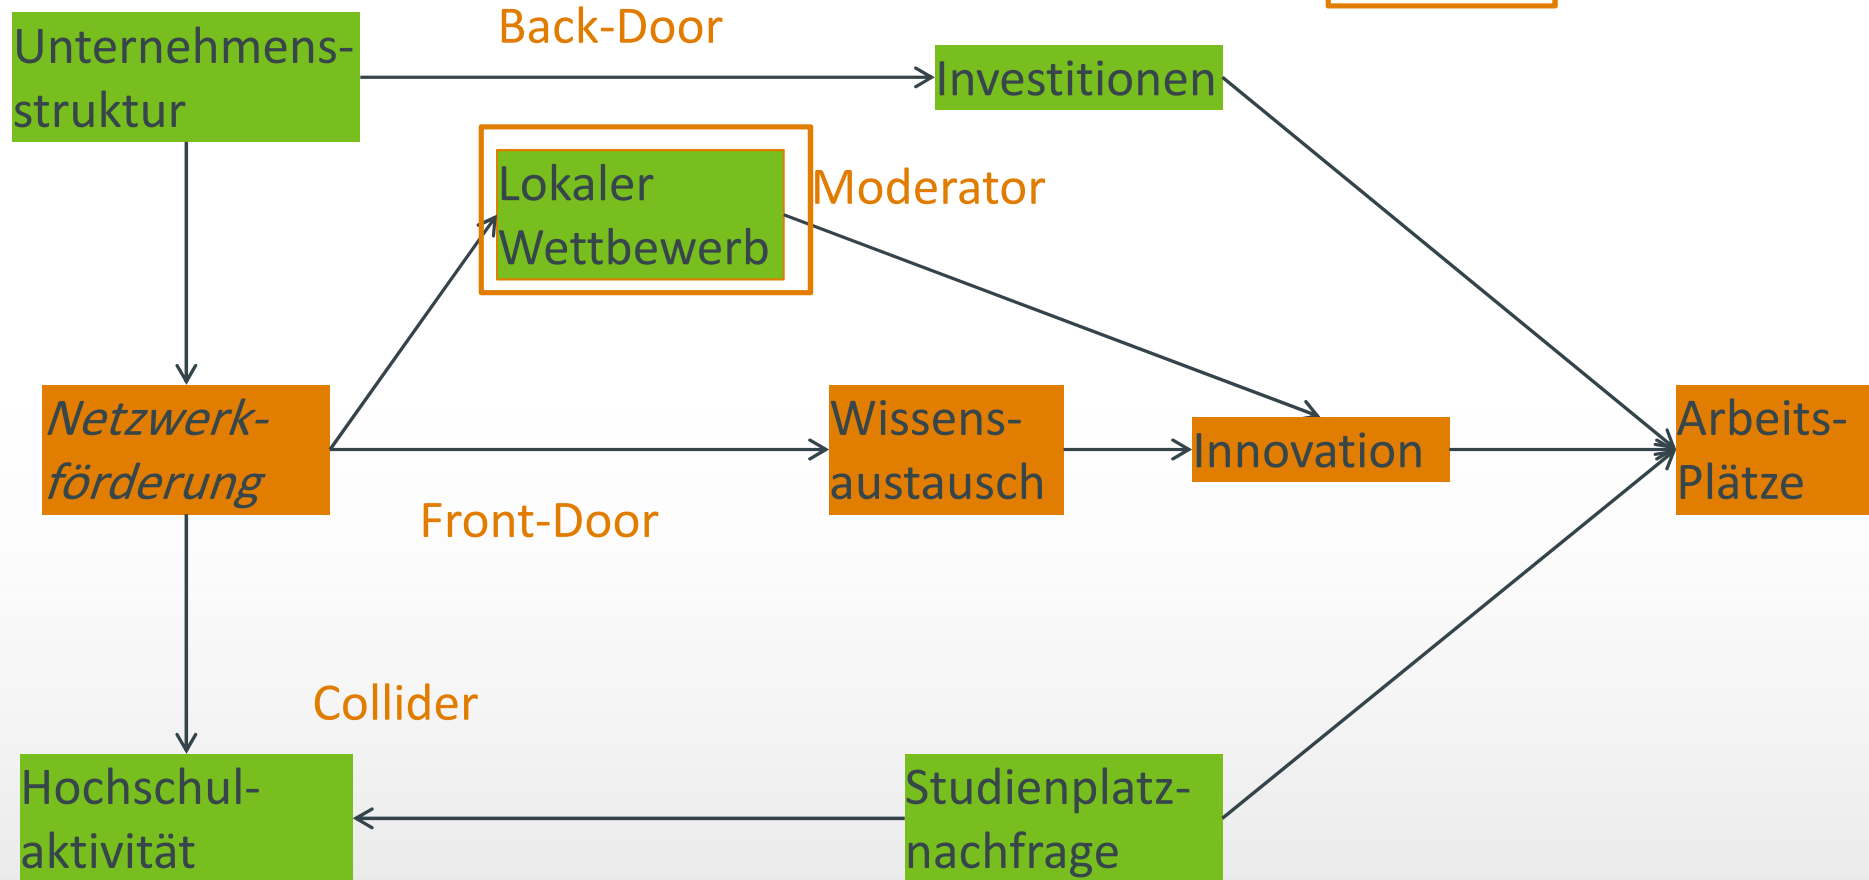 Back-Door
Unternehmens-
struktur
Investitionen
Lokaler
Wettbewerb
Moderator
Netzwerk-
förderung
Wissens-
austausch
Innovation
Arbeits-
Plätze
Front-Door
Collider
Hochschul-
aktivität
Studienplatz-
nachfrage